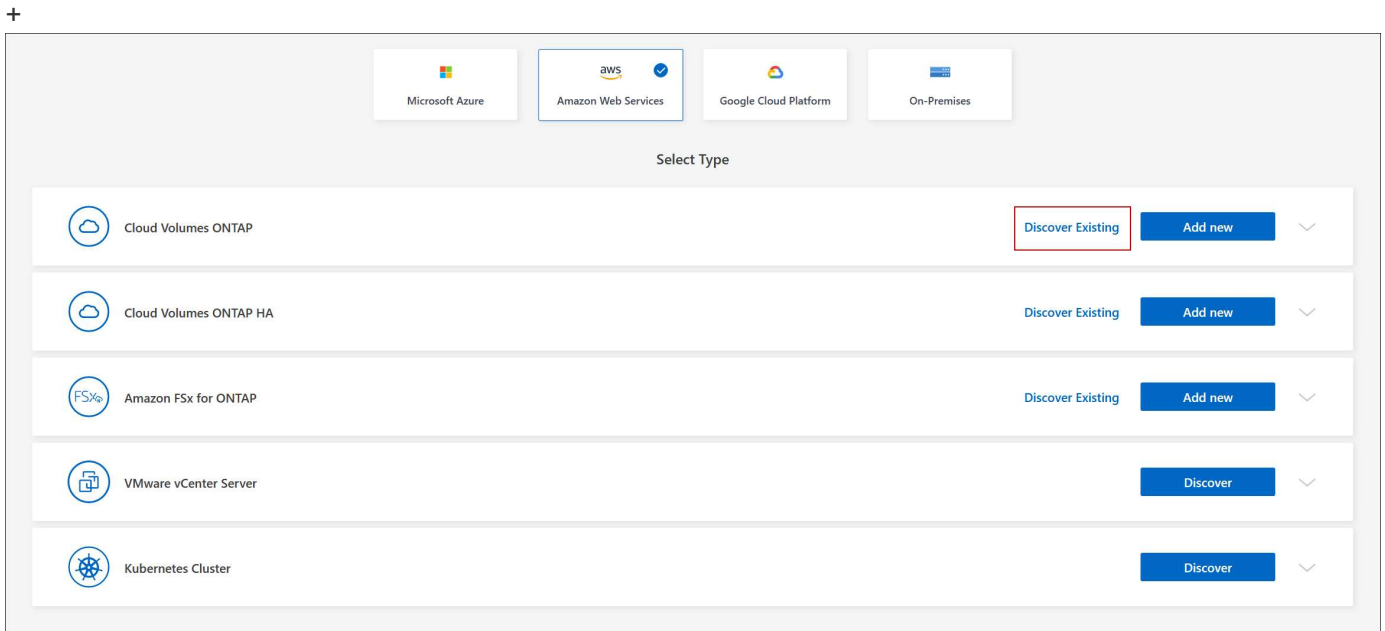 +
aws
Microsoft Azure
Amazon Web Services
Google Cloud Platform
On-Premises
Select Type
Cloud Volumes ONTAP
Discover Existing
Add new
Cloud Volumes ONTAP HA
Discover Existing
Add new
FSx
Amazon FSx for ONTAP
Discover Existing
Add new
VMware vCenter Server
Discover
Kubernetes Cluster
Discover